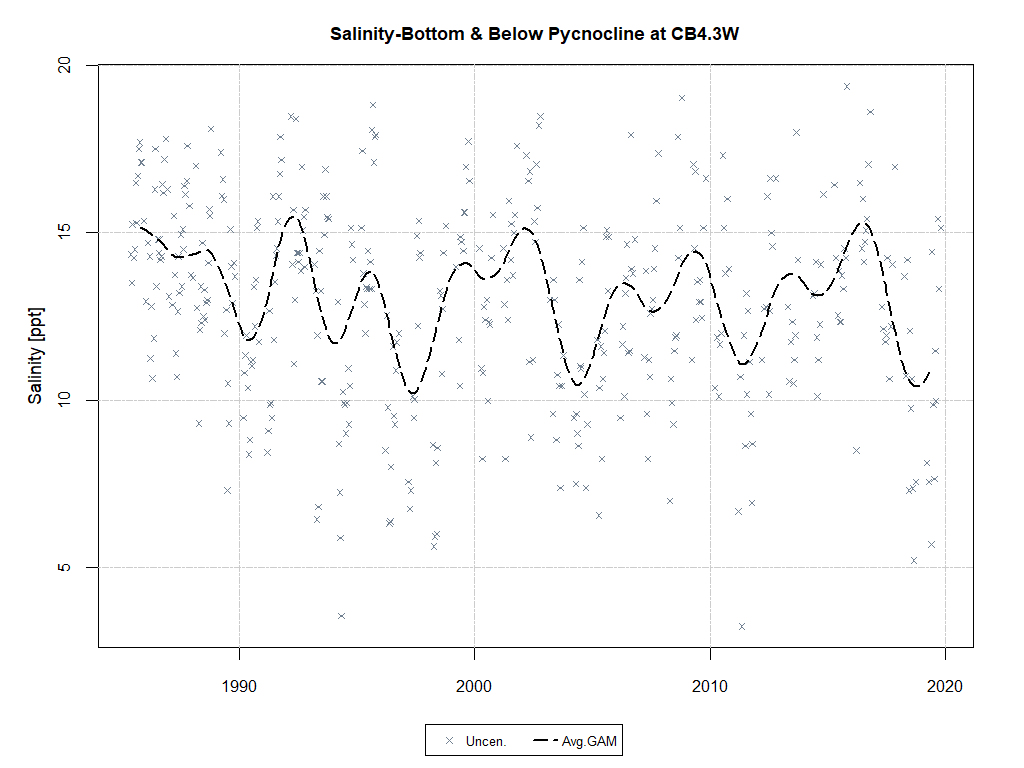 Salinity-Bottom & Below Pycnocline at CB4.3W
20
15
10
5
Salinity [ppt]
1990 2000 2010 2020
Uncen. Avg.GAM